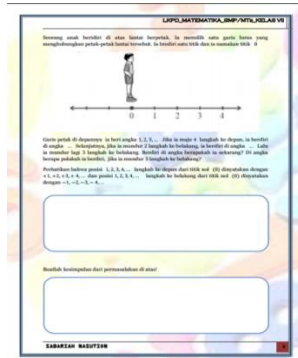 LKPD_MATEMATIKA_SMP/MTS_KELAS VII
Seorang anak berdiri di atas lantai berpetak. Ia memilih satu garis lurus yang
menghubungkan petak-petak lantai tersebut. Ia berdiri satu titik dan ia namakan titik 0
0 1 2 3 4
Garis petak di depannya ia beri angka 1, 2, 3, ... Jika ia maju 4 langkah ke depan, ia berdiri
di angka ... Selanjutnya, jika ia mundur 2 langkah ke belakang, ia berdiri di angka ... Lalu
ia mundur lagi 3 langkah ke belakang. Berdiri di angka berapakah ia sekarang? Di angka
berapa pulakah ia berdiri, jika ia mundur 3 langkah ke belakang?
Perhatikan bahwa posisi 1, 2, 3, 4, ... langkah ke depan dari titik nol (0) dinyatakan dengan
+1, +2, +3, +4, ... dan posisi 1, 2, 3, 4, ... langkah ke belakang dari titik nol (0) dinyatakan
dengan −1, −2, −3, −4, ...
Buatlah kesimpulan dari permasalahan di atas!
SABARIAH NASUTION